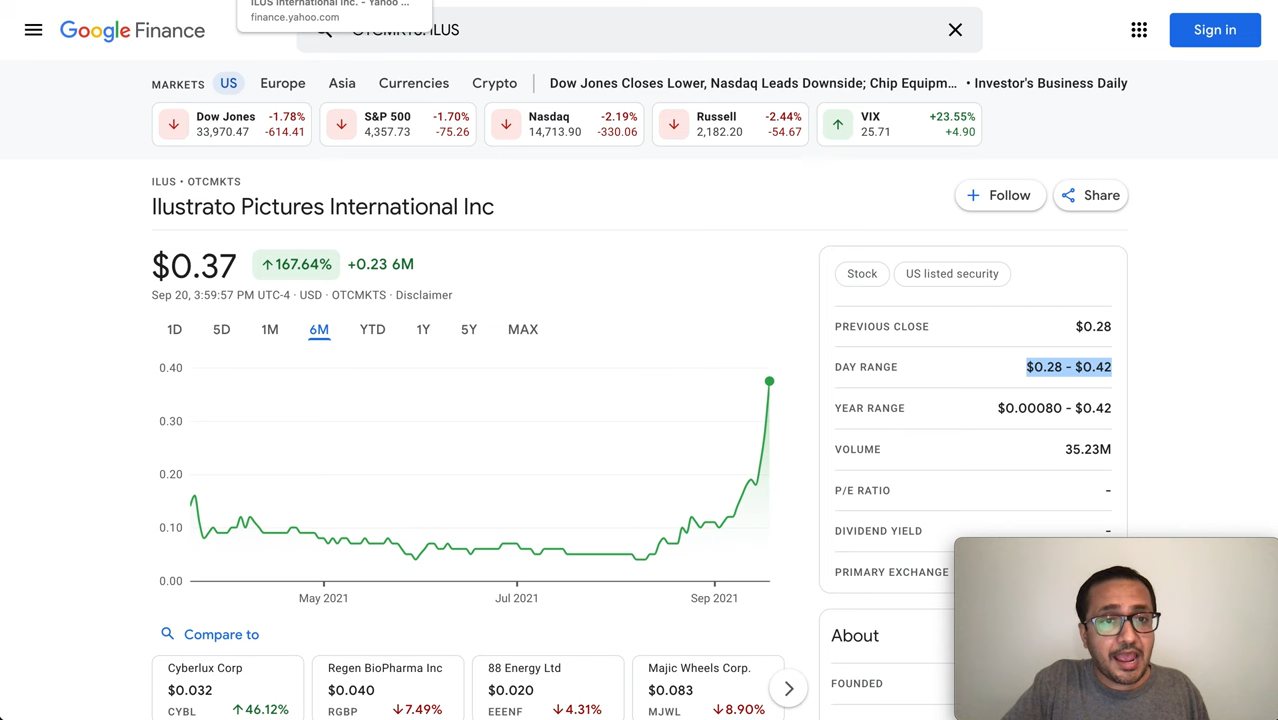 ILUS International Inc. - Yahoo ...
finance.yahoo.com
Google Finance
OTCMKTS: ILUS
Sign in
MARKETS US Europe Asia Currencies Crypto
Dow Jones Closes Lower, Nasdaq Leads Downside; Chip Equipm... • Investor's Business Daily
Dow Jones -1.78%
33,970.47 -614.41
S&P 500 -1.70%
4,357.73 -75.26
Nasdaq -2.19%
14,713.90 -330.06
Russell -2.44%
2,182.20 -54.67
VIX +23.55%
25.71 +4.90
ILUS • OTCMKTS
Ilustrato Pictures International Inc
Follow
Share
$0.37 ↑167.64% +0.23 6M
Sep 20, 3:59:57 PM UTC-4 · USD · OTCMKTS · Disclaimer
1D 5D 1M 6M YTD 1Y 5Y MAX
0.40
0.30
0.20
0.10
0.00
May 2021 Jul 2021 Sep 2021
Stock US listed security
PREVIOUS CLOSE $0.28
DAY RANGE $0.28 - $0.42
YEAR RANGE $0.00080 - $0.42
VOLUME 35.23M
P/E RATIO -
DIVIDEND YIELD -
PRIMARY EXCHANGE
About
FOUNDED
Compare to
Cyberlux Corp
$0.032
CYBL ↑46.12%
Regen BioPharma Inc
$0.040
RGBP ↓7.49%
88 Energy Ltd
$0.020
EEENF ↓4.31%
Majic Wheels Corp.
$0.083
MJWL ↓8.90%